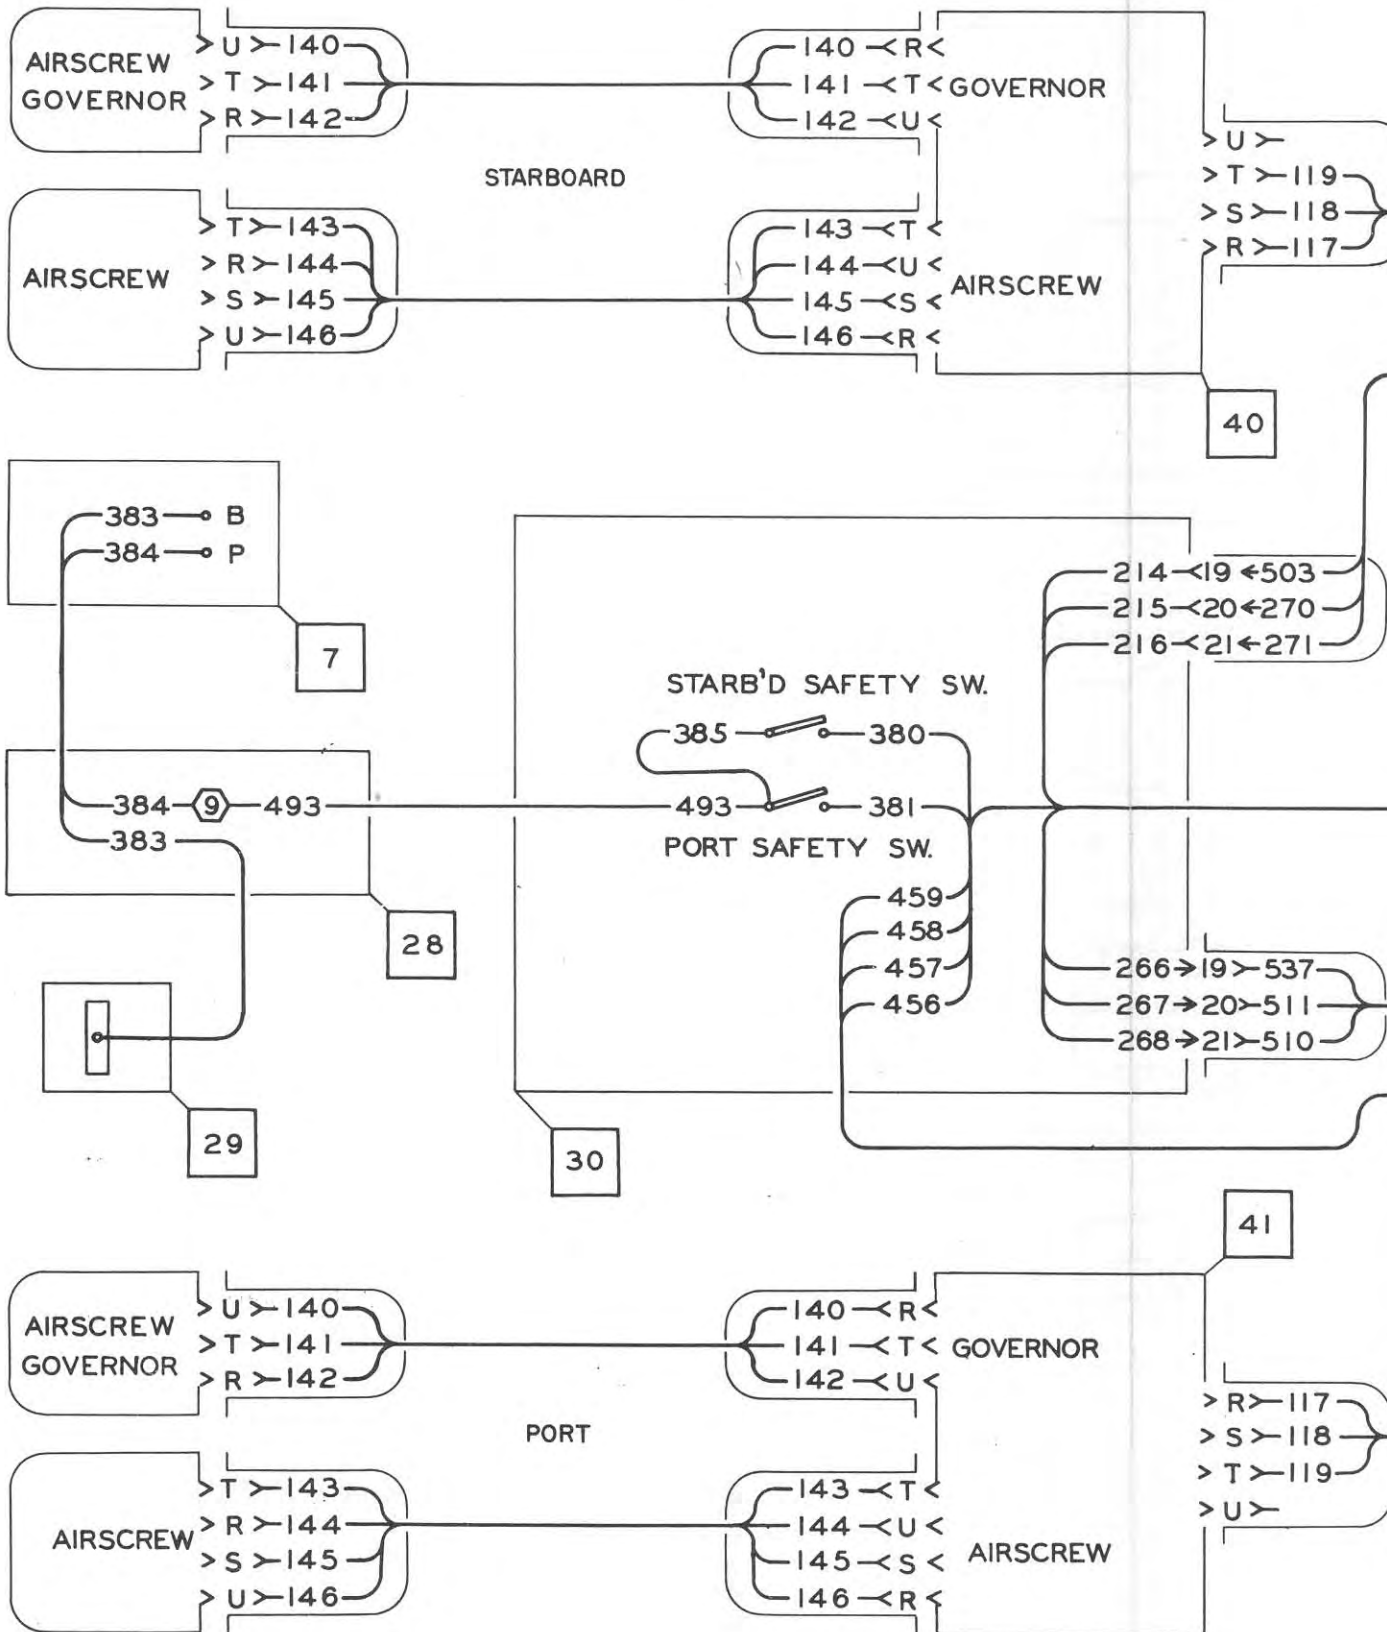 AIRSCREW
GOVERNOR
> U >-140
> T >-141
> R >-142
140-< R <
141-< T <
142-< U <
GOVERNOR
STARBOARD
AIRSCREW
> T >-143
> R >-144
> S >-145
> U >-146
143-< T <
144-< U <
145-< S <
146-< R <
AIRSCREW
> U >-
> T >-119
> S >-118
> R >-117
40
383 B
384 P
7
214-<19←503
215-<20←270
216-<21←271
STARB'D SAFETY SW.
385 380
384 9 493
383
493 381
PORT SAFETY SW.
459
458
457
456
28
266→19>-537
267→20>-511
268→21>-510
29
30
41
AIRSCREW
GOVERNOR
> U >-140
> T >-141
> R >-142
140-< R <
141-< T <
142-< U <
GOVERNOR
PORT
AIRSCREW
> T >-143
> R >-144
> S >-145
> U >-146
143-< T <
144-< U <
145-< S <
146-< R <
AIRSCREW
> R >-117
> S >-118
> T >-119
> U >-